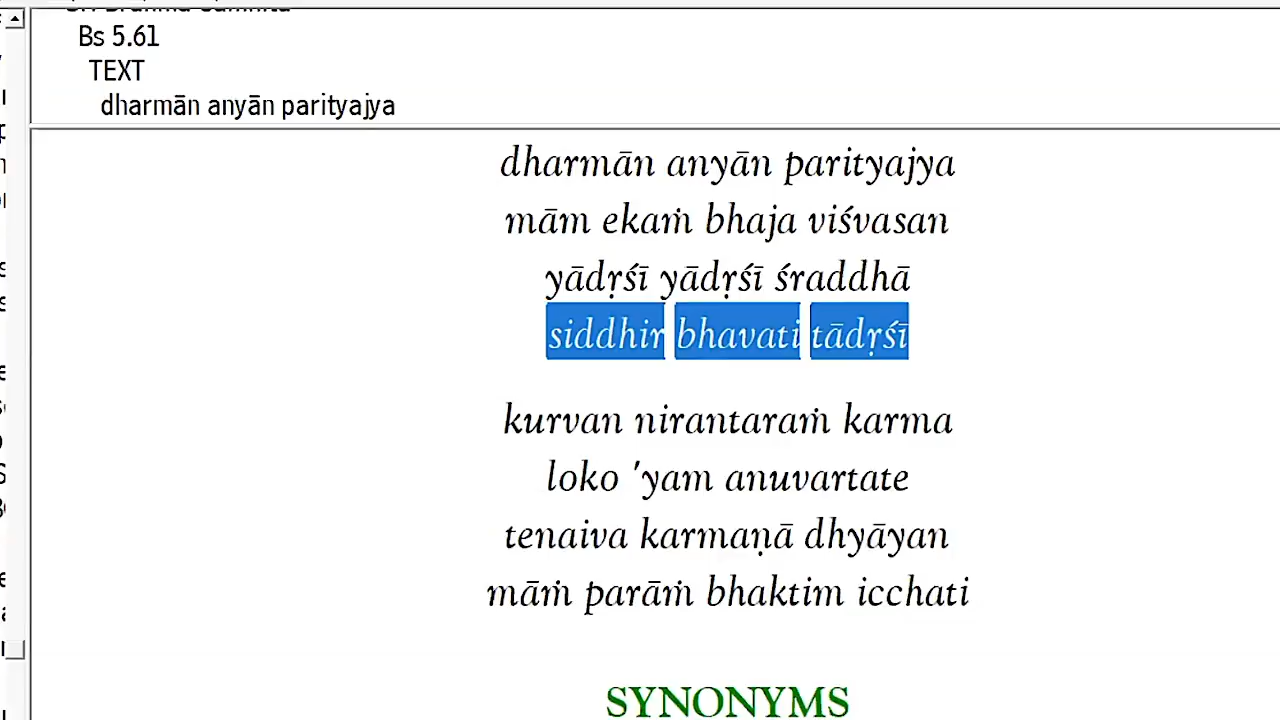 Bs 5.61
TEXT
dharmān anyān parityajya
dharmān anyān parityajya
mām ekaṁ bhaja viśvasan
yādṛśī yādṛśī śraddhā
siddhir bhavati tādṛśī
kurvan nirantaraṁ karma
loko 'yam anuvartate
tenaiva karmaṇā dhyāyan
māṁ parāṁ bhaktim icchati
SYNONYMS